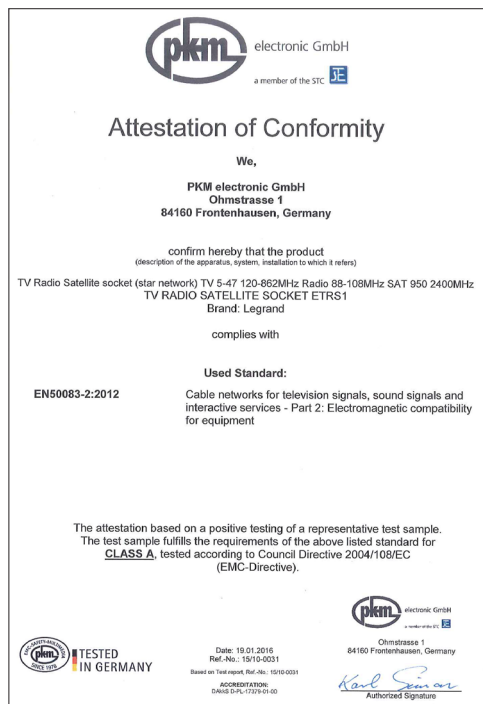 pkm electronic GmbH
a member of the STC
Attestation of Conformity
We,
PKM electronic GmbH
Ohmstrasse 1
84160 Frontenhausen, Germany
confirm hereby that the product
(description of the apparatus, system, installation to which it refers)
TV Radio Satellite socket (star network) TV 5-47 120-862MHz Radio 88-108MHz SAT 950 2400MHz
TV RADIO SATELLITE SOCKET ETRS1
Brand: Legrand
complies with
Used Standard:
EN50083-2:2012 Cable networks for television signals, sound signals and
interactive services - Part 2: Electromagnetic compatibility
for equipment
The attestation based on a positive testing of a representative test sample.
The test sample fulfills the requirements of the above listed standard for
CLASS A, tested according to Council Directive 2004/108/EC
(EMC-Directive).
pkm electronic GmbH
a member of the STC
Ohmstrasse 1
84160 Frontenhausen, Germany
EMC-SAFETY-MULTIMEDIA
pkm
SINCE 1976
TESTED
IN GERMANY
Date: 19.01.2016
Ref.-No.: 15/10-0031
Based on Test report, Ref.-No.: 15/10-0031
ACCREDITATION:
DAkkS D-PL-17379-01-00
Authorized Signature